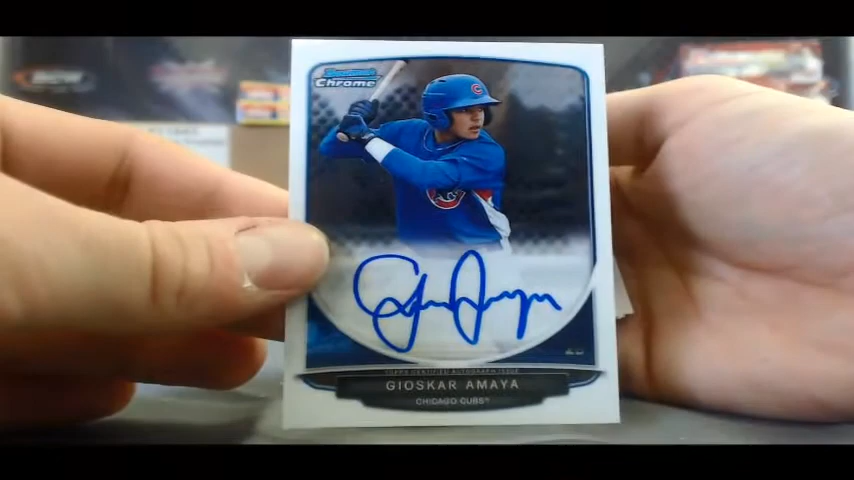 Bowman
Chrome
TOPPS CERTIFIED AUTOGRAPH ISSUE
GIOSKAR AMAYA
CHICAGO CUBS